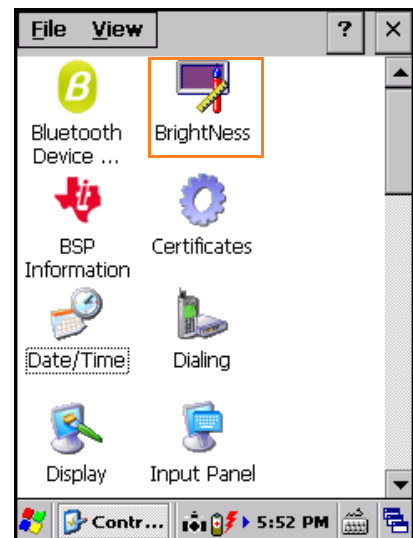 File View ? ×
Bluetooth
Device ...
BrightNess
BSP
Information
Certificates
Date/Time
Dialing
Display
Input Panel
Contr... 5:52 PM